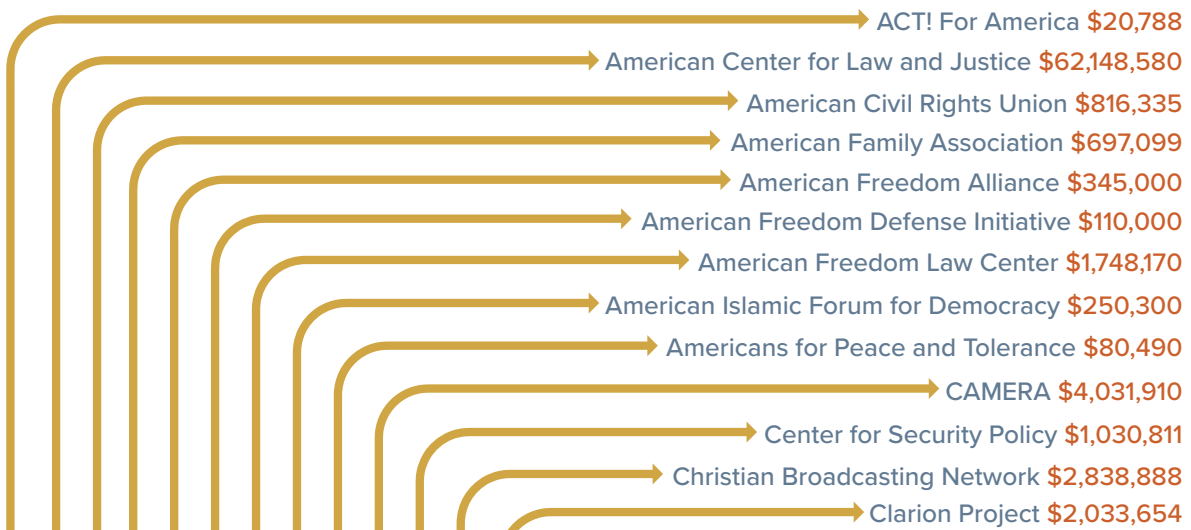 ACT! For America $20,788
American Center for Law and Justice $62,148,580
American Civil Rights Union $816,335
American Family Association $697,099
American Freedom Alliance $345,000
American Freedom Defense Initiative $110,000
American Freedom Law Center $1,748,170
American Islamic Forum for Democracy $250,300
Americans for Peace and Tolerance $80,490
CAMERA $4,031,910
Center for Security Policy $1,030,811
Christian Broadcasting Network $2,838,888
Clarion Project $2,033,654